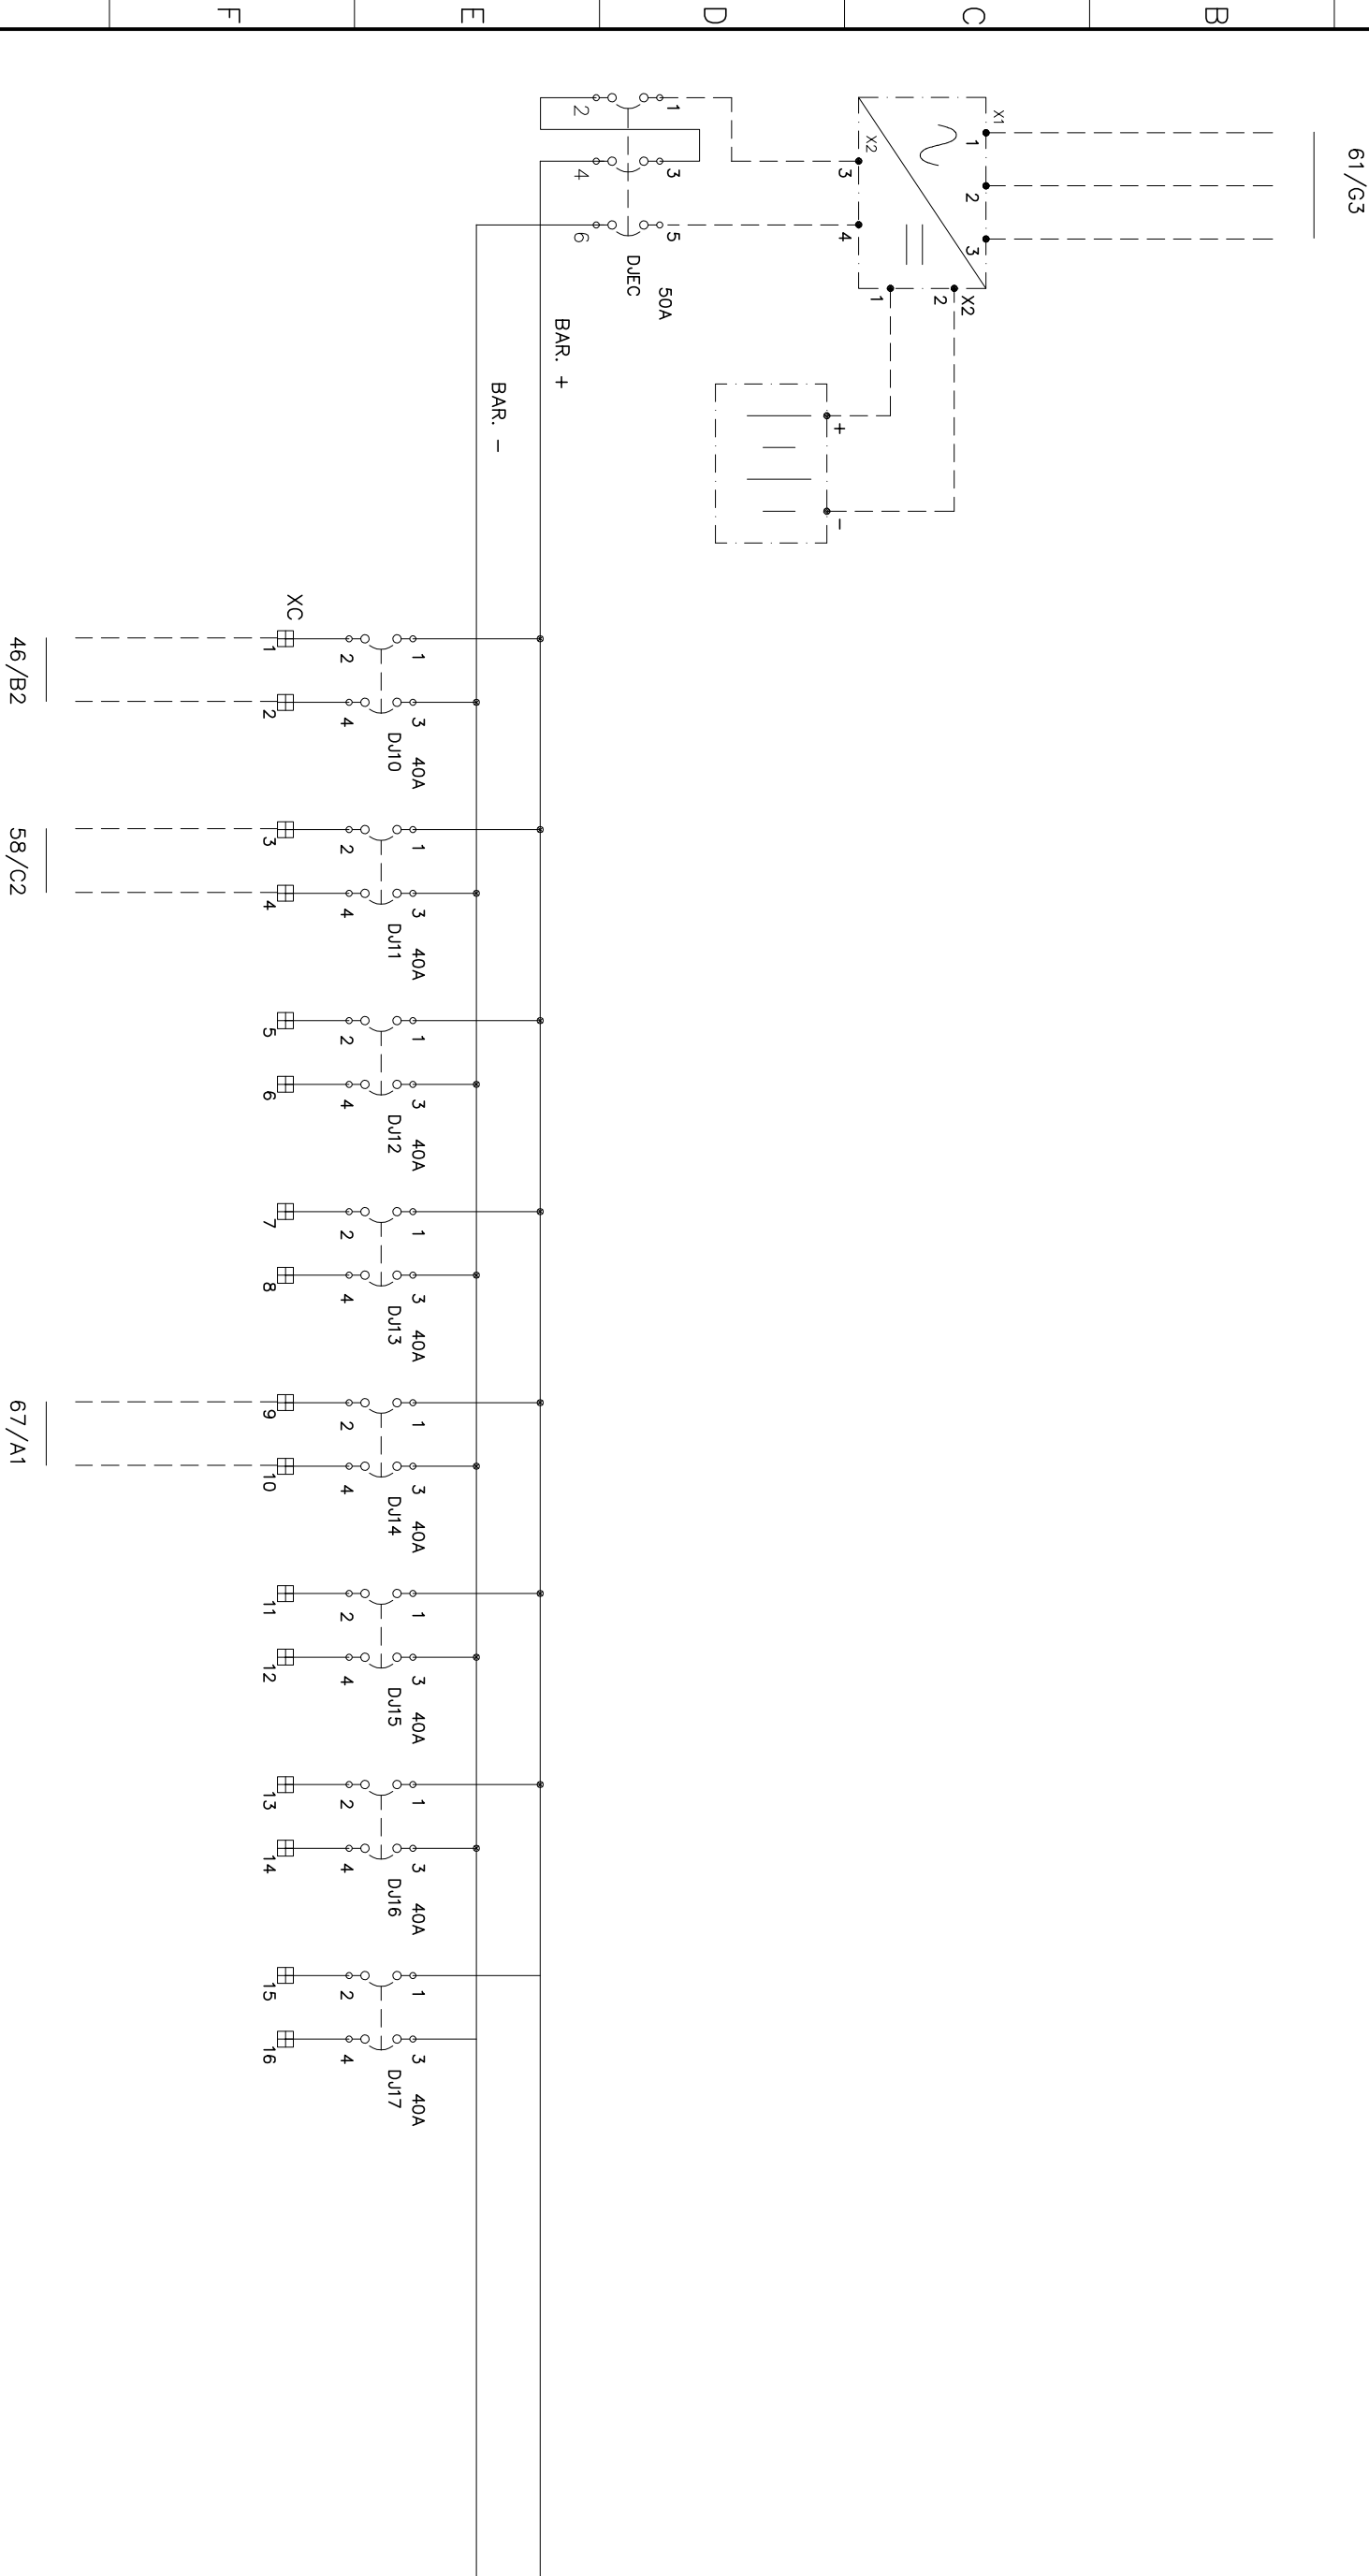 F E D C B
61/G3
X1
1 2 3
X2
3 4
1 2 X2
+ -
1 3 5
2 4 6
DJEC 50A
BAR. +
BAR. -
XC
1 3
2 4
DJ10 40A
1 2
46/B2
1 3
2 4
DJ11 40A
3 4
58/C2
1 3
2 4
DJ12 40A
5 6
1 3
2 4
DJ13 40A
7 8
1 3
2 4
DJ14 40A
9 10
67/A1
1 3
2 4
DJ15 40A
11 12
1 3
2 4
DJ16 40A
13 14
1 3
2 4
DJ17 40A
15 16